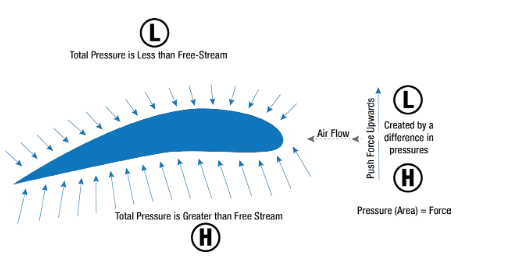 L
Total Pressure is Less than Free-Stream
Air Flow
Push Force Upwards
L
Created by a
difference in
pressures
H
Total Pressure is Greater than Free Stream
H
Pressure (Area) = Force